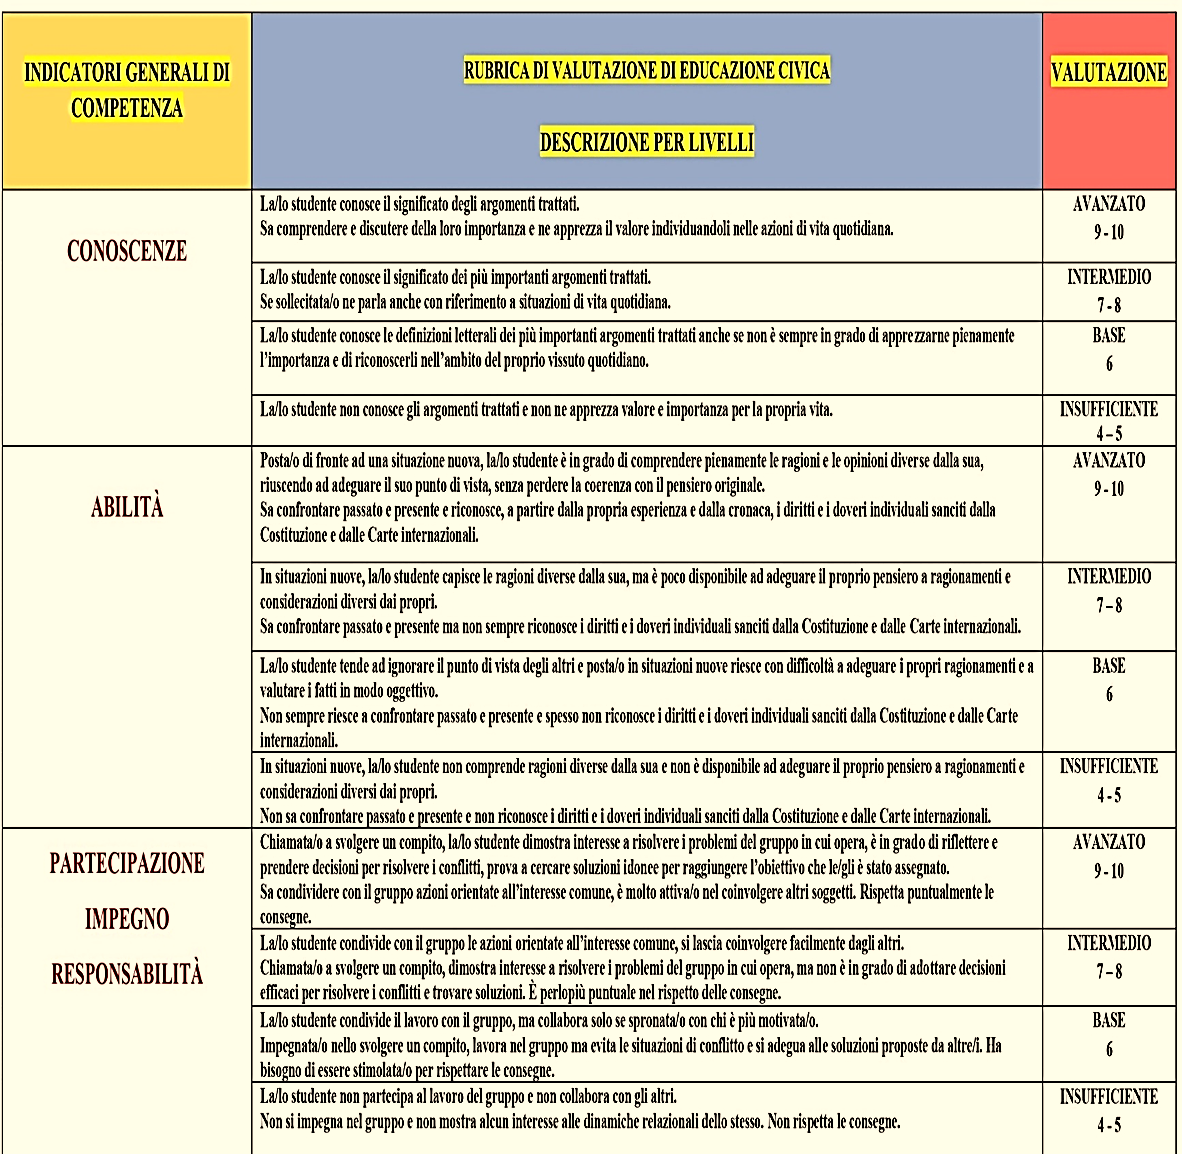 INDICATORI GENERALI DI
COMPETENZA
RUBRICA DI VALUTAZIONE DI EDUCAZIONE CIVICA
DESCRIZIONE PER LIVELLI
VALUTAZIONE
CONOSCENZE
La/lo studente conosce il significato degli argomenti trattati.
Sa comprendere e discutere della loro importanza e ne apprezza il valore individuandoli nelle azioni di vita quotidiana.
AVANZATO
9 - 10
La/lo studente conosce il significato dei più importanti argomenti trattati.
Se sollecitata/o ne parla anche con riferimento a situazioni di vita quotidiana.
INTERMEDIO
7 - 8
La/lo studente conosce le definizioni letterali dei più importanti argomenti trattati anche se non è sempre in grado di apprezzarne pienamente
l’importanza e di riconoscerli nell’ambito del proprio vissuto quotidiano.
BASE
6
La/lo studente non conosce gli argomenti trattati e non ne apprezza valore e importanza per la propria vita.
INSUFFICIENTE
4 – 5
ABILITÀ
Posta/o di fronte ad una situazione nuova, la/lo studente è in grado di comprendere pienamente le ragioni e le opinioni diverse dalla sua,
riuscendo ad adeguare il suo punto di vista, senza perdere la coerenza con il pensiero originale.
Sa confrontare passato e presente e riconosce, a partire dalla propria esperienza e dalla cronaca, i diritti e i doveri individuali sanciti dalla
Costituzione e dalle Carte internazionali.
AVANZATO
9 - 10
In situazioni nuove, la/lo studente capisce le ragioni diverse dalla sua, ma è poco disponibile ad adeguare il proprio pensiero a ragionamenti e
considerazioni diversi dai propri.
Sa confrontare passato e presente ma non sempre riconosce i diritti e i doveri individuali sanciti dalla Costituzione e dalle Carte internazionali.
INTERMEDIO
7 – 8
La/lo studente tende ad ignorare il punto di vista degli altri e posta/o in situazioni nuove riesce con difficoltà a adeguare i propri ragionamenti e a
valutare i fatti in modo oggettivo.
Non sempre riesce a confrontare passato e presente e spesso non riconosce i diritti e i doveri individuali sanciti dalla Costituzione e dalle Carte
internazionali.
BASE
6
In situazioni nuove, la/lo studente non comprende ragioni diverse dalla sua e non è disponibile ad adeguare il proprio pensiero a ragionamenti e
considerazioni diversi dai propri.
Non sa confrontare passato e presente e non riconosce i diritti e i doveri individuali sanciti dalla Costituzione e dalle Carte internazionali.
INSUFFICIENTE
4 - 5
PARTECIPAZIONE
IMPEGNO
RESPONSABILITÀ
Chiamata/o a svolgere un compito, la/lo studente dimostra interesse a risolvere i problemi del gruppo in cui opera, è in grado di riflettere e
prendere decisioni per risolvere i conflitti, prova a cercare soluzioni idonee per raggiungere l’obiettivo che le/gli è stato assegnato.
Sa condividere con il gruppo azioni orientate all’interesse comune, è molto attiva/o nel coinvolgere altri soggetti. Rispetta puntualmente le
consegne.
AVANZATO
9 - 10
La/lo studente condivide con il gruppo le azioni orientate all’interesse comune, si lascia coinvolgere facilmente dagli altri.
Chiamata/o a svolgere un compito, dimostra interesse a risolvere i problemi del gruppo in cui opera, ma non è in grado di adottare decisioni
efficaci per risolvere i conflitti e trovare soluzioni. È perlopiù puntuale nel rispetto delle consegne.
INTERMEDIO
7 – 8
La/lo studente condivide il lavoro con il gruppo, ma collabora solo se spronata/o con chi è più motivata/o.
Impegnata/o nello svolgere un compito, lavora nel gruppo ma evita le situazioni di conflitto e si adegua alle soluzioni proposte da altre/i. Ha
bisogno di essere stimolata/o per rispettare le consegne.
BASE
6
La/lo studente non partecipa al lavoro del gruppo e non collabora con gli altri.
Non si impegna nel gruppo e non mostra alcun interesse alle dinamiche relazionali dello stesso. Non rispetta le consegne.
INSUFFICIENTE
4 - 5